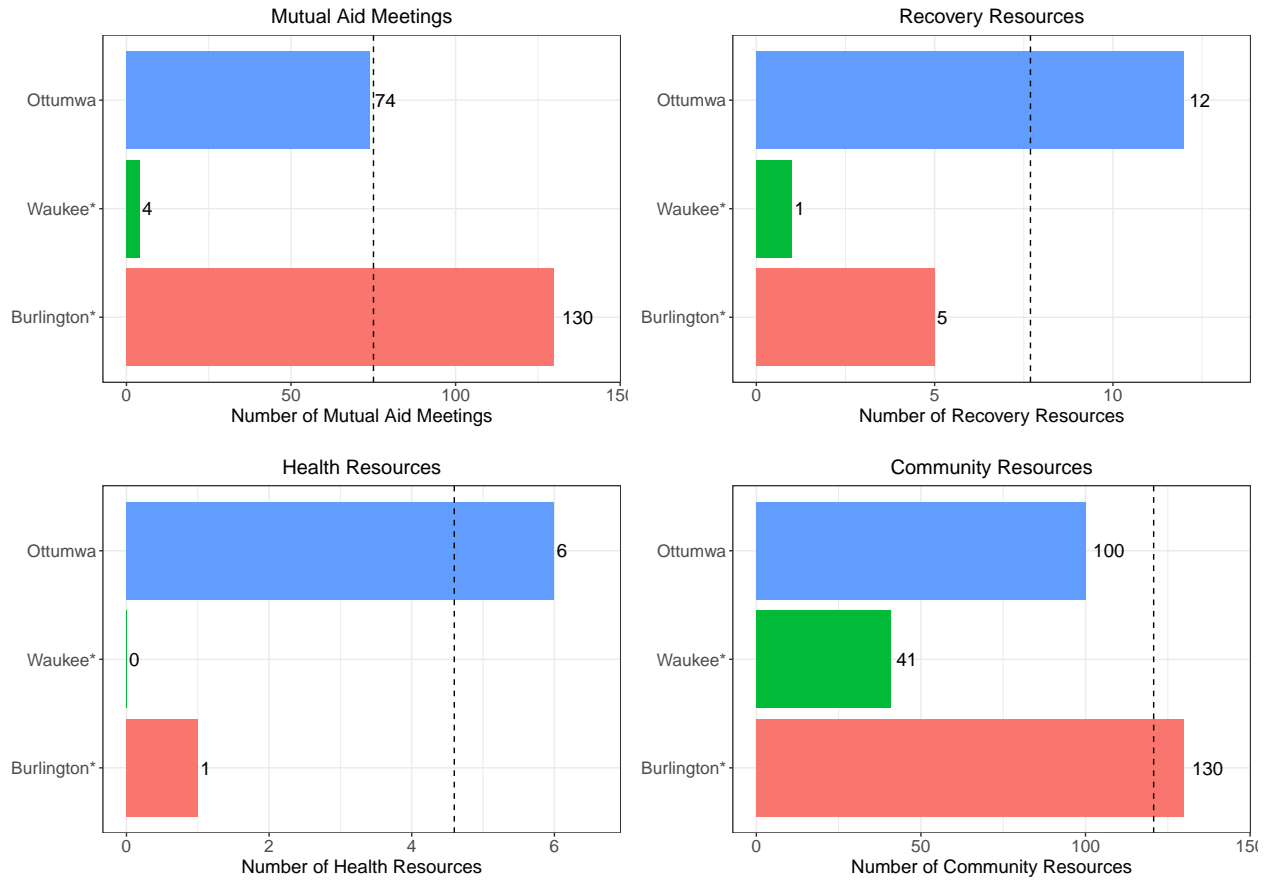 Mutual Aid Meetings
Ottumwa
74
Waukee*
4
Burlington*
130
0 50 100 150
Number of Mutual Aid Meetings
Recovery Resources
Ottumwa
12
Waukee*
1
Burlington*
5
0 5 10
Number of Recovery Resources
Health Resources
Ottumwa
6
Waukee*
0
Burlington*
1
0 2 4 6
Number of Health Resources
Community Resources
Ottumwa
100
Waukee*
41
Burlington*
130
0 50 100 150
Number of Community Resources